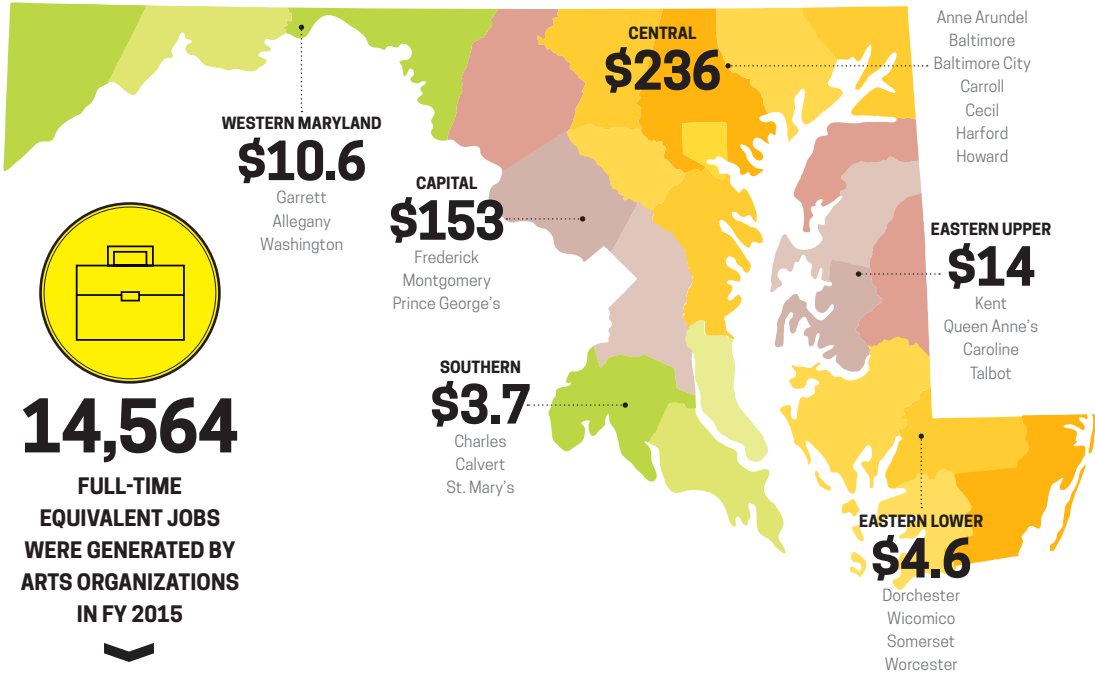 CENTRAL
$236
Anne Arundel
Baltimore
Baltimore City
Carroll
Cecil
Harford
Howard
WESTERN MARYLAND
$10.6
Garrett
Allegany
Washington
CAPITAL
$153
Frederick
Montgomery
Prince George’s
EASTERN UPPER
$14
Kent
Queen Anne’s
Caroline
Talbot
SOUTHERN
$3.7
Charles
Calvert
St. Mary’s
EASTERN LOWER
$4.6
Dorchester
Wicomico
Somerset
Worcester
14,564
FULL-TIME
EQUIVALENT JOBS
WERE GENERATED BY
ARTS ORGANIZATIONS
IN FY 2015